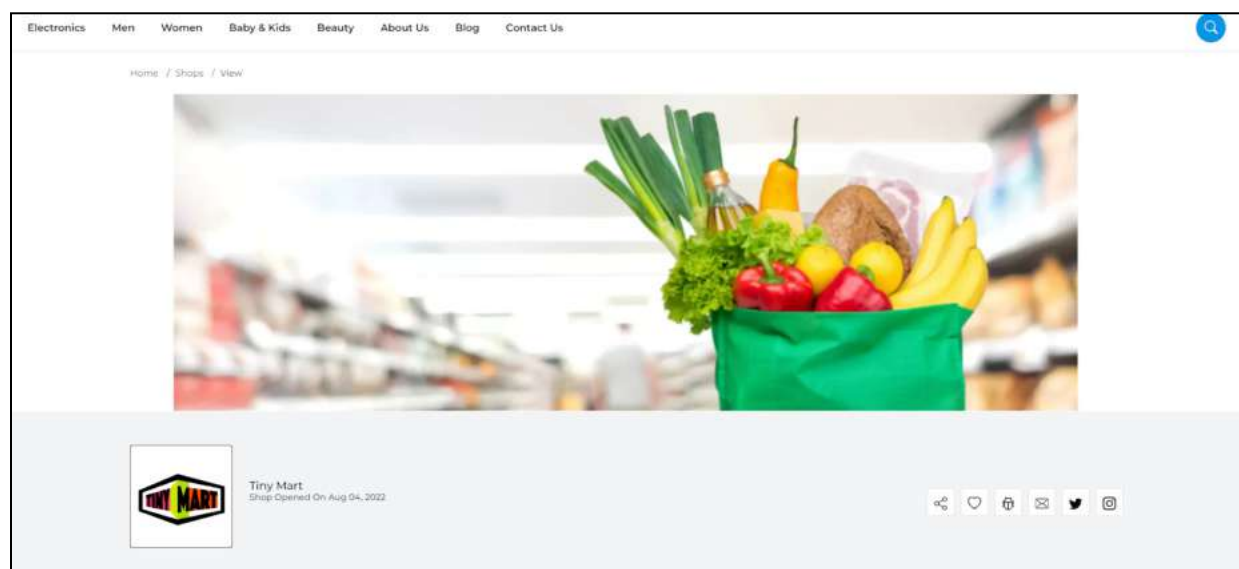 Electronics Men Women Baby & Kids Beauty About Us Blog Contact Us
Home / Shops / View
TINY MART
Tiny Mart
Shop Opened On Aug 04, 2022